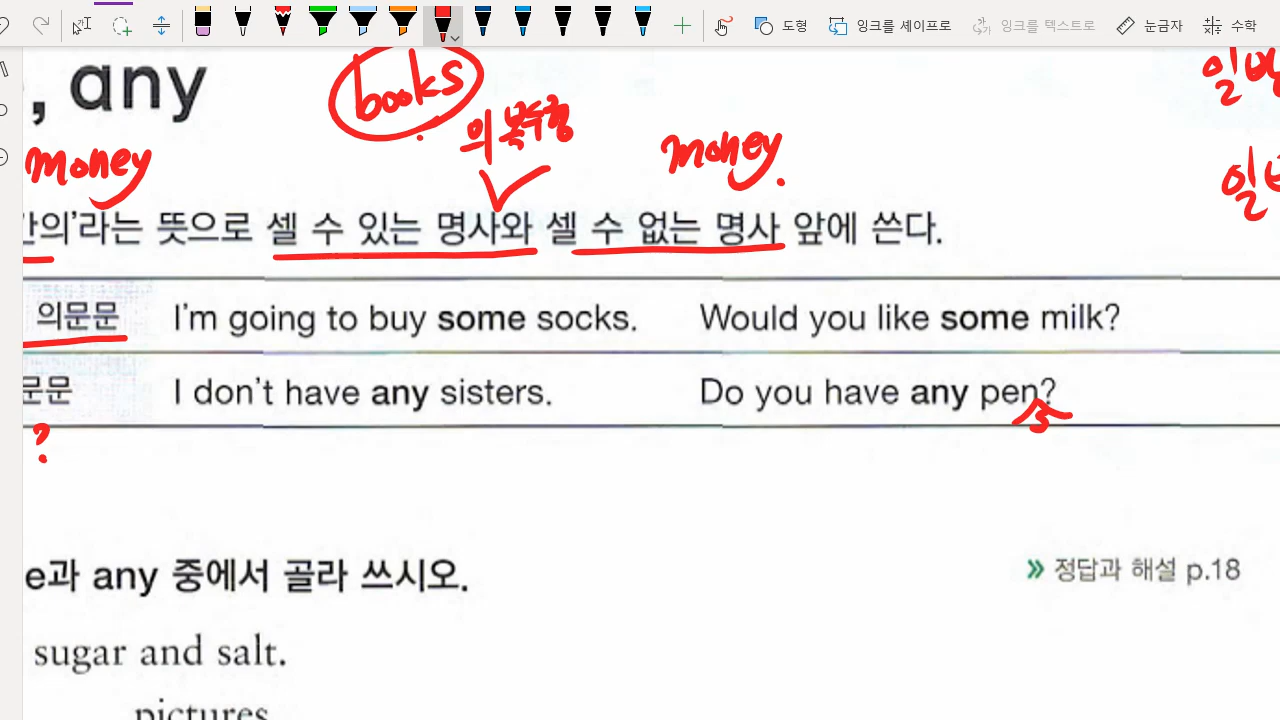 도형 잉크를 셰이프로 잉크를 텍스트로 눈금자 수학
, any
books
의 복수형
money
money.
'라는 뜻으로 셀 수 있는 명사와 셀 수 없는 명사 앞에 쓴다.
의문문 I'm going to buy some socks. Would you like some milk?
문문 I don't have any sisters. Do you have any pen?
s
?
e과 any 중에서 골라 쓰시오.
» 정답과 해설 p.18
sugar and salt.
pictures